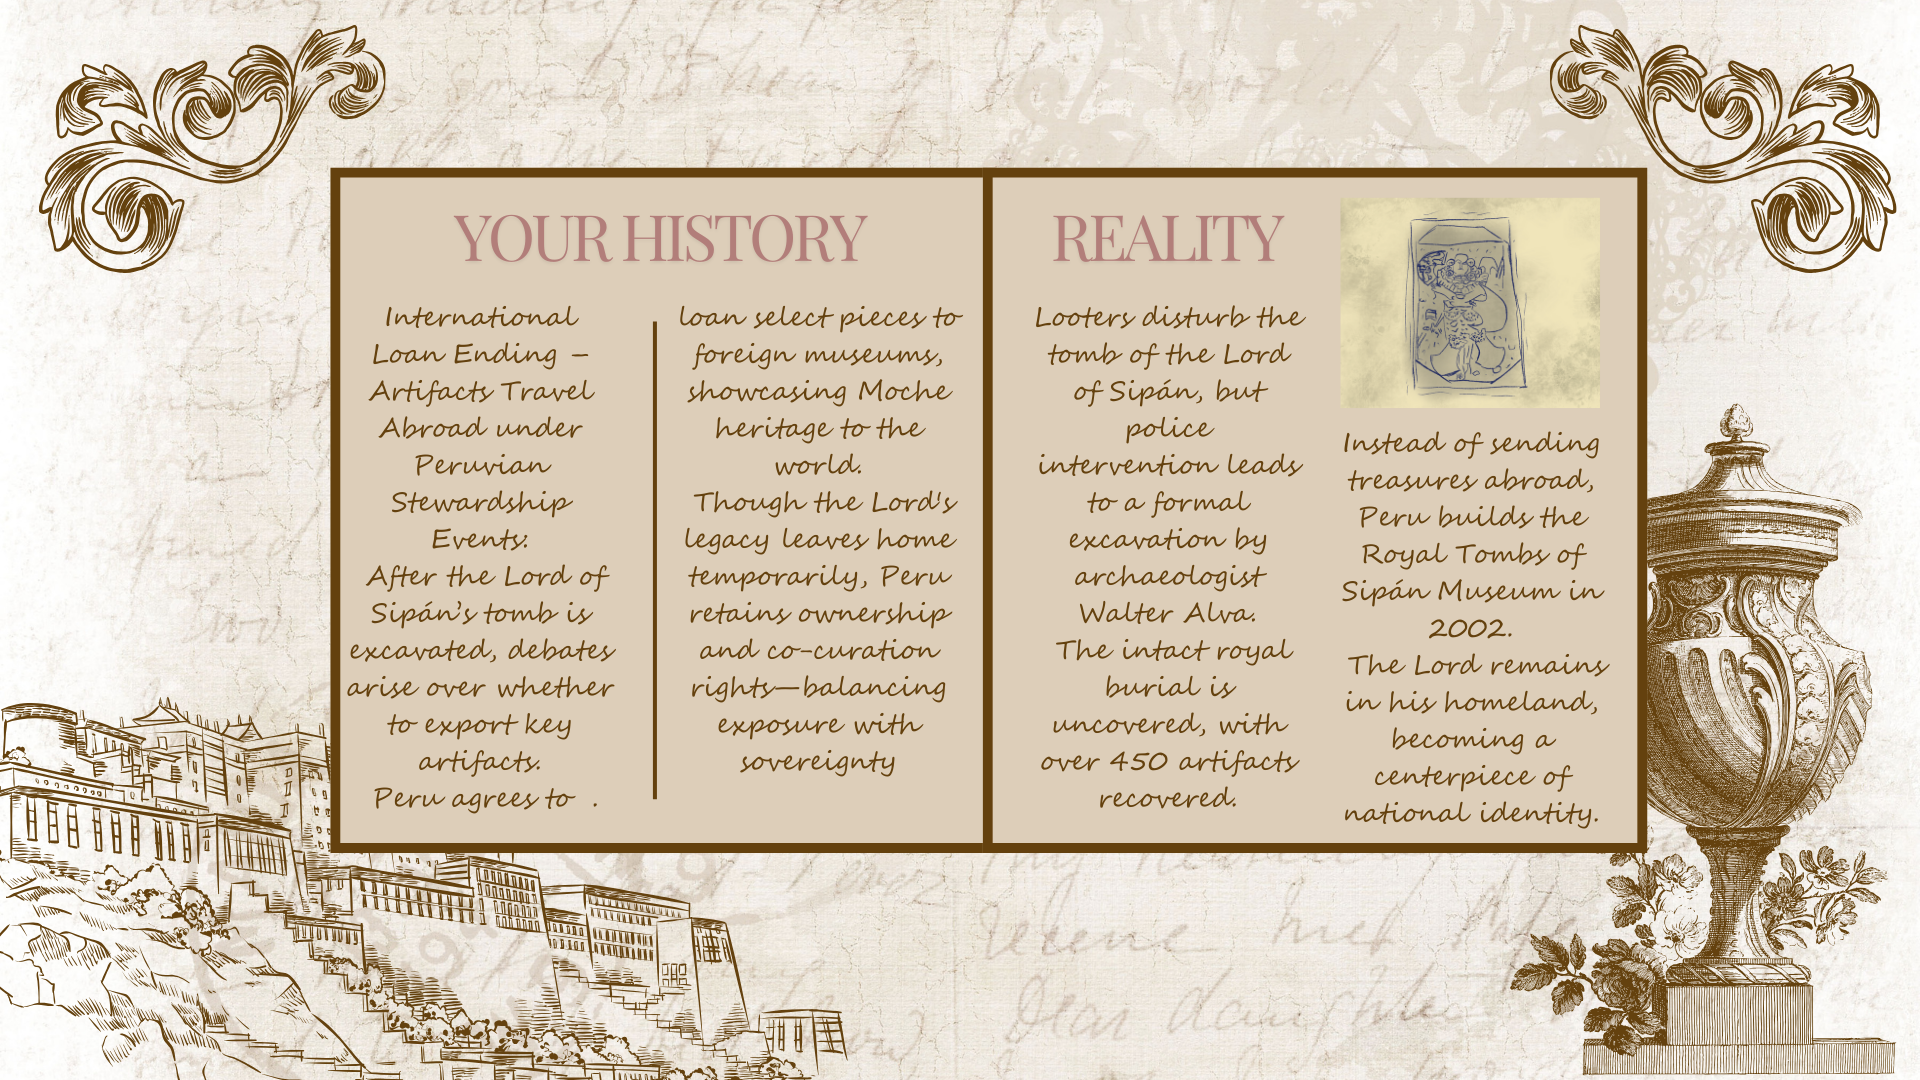 YOUR HISTORY
International
Loan Ending –
Artifacts Travel
Abroad under
Peruvian
Stewardship
Events:
After the Lord of
Sipán's tomb is
excavated, debates
arise over whether
to export key
artifacts.
Peru agrees to .
loan select pieces to
foreign museums,
showcasing Moche
heritage to the
world.
Though the Lord's
legacy leaves home
temporarily, Peru
retains ownership
and co-curation
rights—balancing
exposure with
sovereignty
REALITY
Looters disturb the
tomb of the Lord
of Sipán, but
police
intervention leads
to a formal
excavation by
archaeologist
Walter Alva.
The intact royal
burial is
uncovered, with
over 450 artifacts
recovered.
Instead of sending
treasures abroad,
Peru builds the
Royal Tombs of
Sipán Museum in
2002.
The Lord remains
in his homeland,
becoming a
centerpiece of
national identity.
Dear daughter